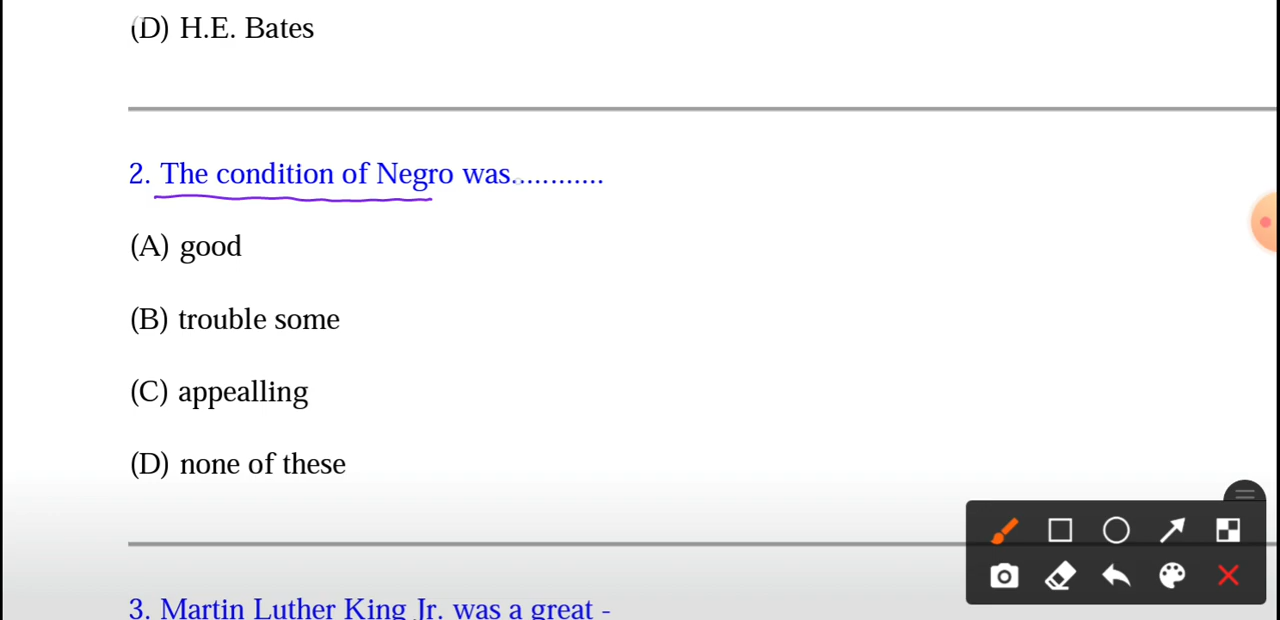 (D) H.E. Bates
2. The condition of Negro was............
(A) good
(B) trouble some
(C) appealling
(D) none of these
3. Martin Luther King Jr. was a great -